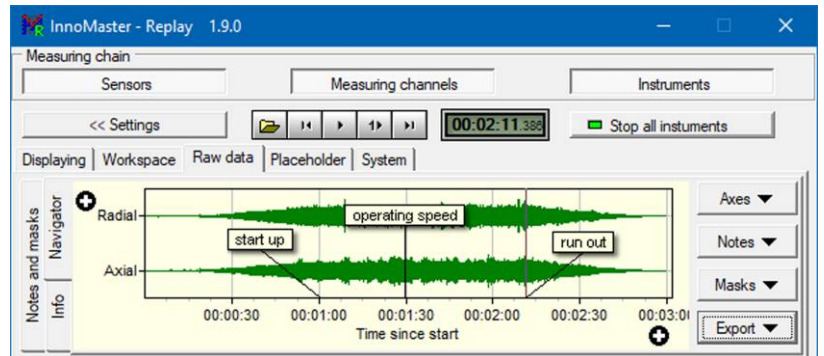 InnoMaster - Replay 1.9.0
Measuring chain
Sensors
Measuring channels
Instruments
<< Settings
00:02:11.386
Stop all instuments
Displaying
Workspace
Raw data
Placeholder
System
Notes and masks
Navigator
Info
Radial
Axial
start up
operating speed
run out
00:00:30
00:01:00
00:01:30
00:02:00
00:02:30
00:03:0
Time since start
Axes
Notes
Masks
Export